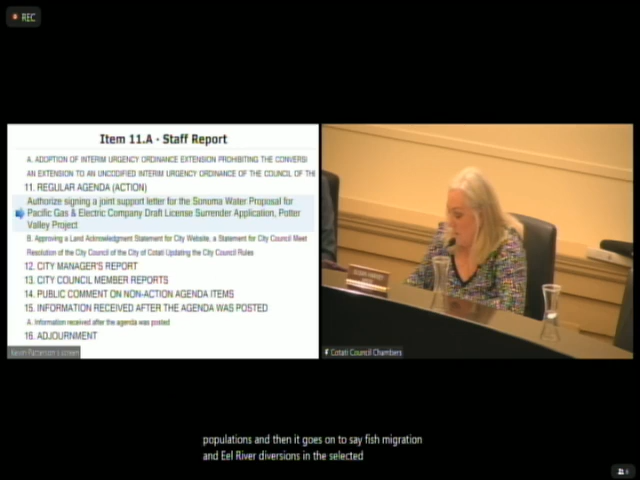 REC
Item 11.A - Staff Report
A. ADOPTION OF INTERIM URGENCY ORDINANCE EXTENSION PROHIBITING THE CONVERSI
AN EXTENSION TO AN UNCODIFIED INTERIM URGENCY ORDINANCE OF THE COUNCIL OF THE
11. REGULAR AGENDA (ACTION)
Authorize signing a joint support letter for the Sonoma Water Proposal for
Pacific Gas & Electric Company Draft License Surrender Application, Potter
Valley Project
B. Approving a Land Acknowledgment Statement for City Website, a Statement for City Council Meet
Resolution of the City Council of the City of Cotati Updating the City Council Rules
12. CITY MANAGER'S REPORT
13. CITY COUNCIL MEMBER REPORTS
14. PUBLIC COMMENT ON NON-ACTION AGENDA ITEMS
15. INFORMATION RECEIVED AFTER THE AGENDA WAS POSTED
A. Information received after the agenda was posted
16. ADJOURNMENT
Kevin Patterson
Cotati Council Chambers
populations and then it goes on to say fish migration
and Eel River diversions in the selected